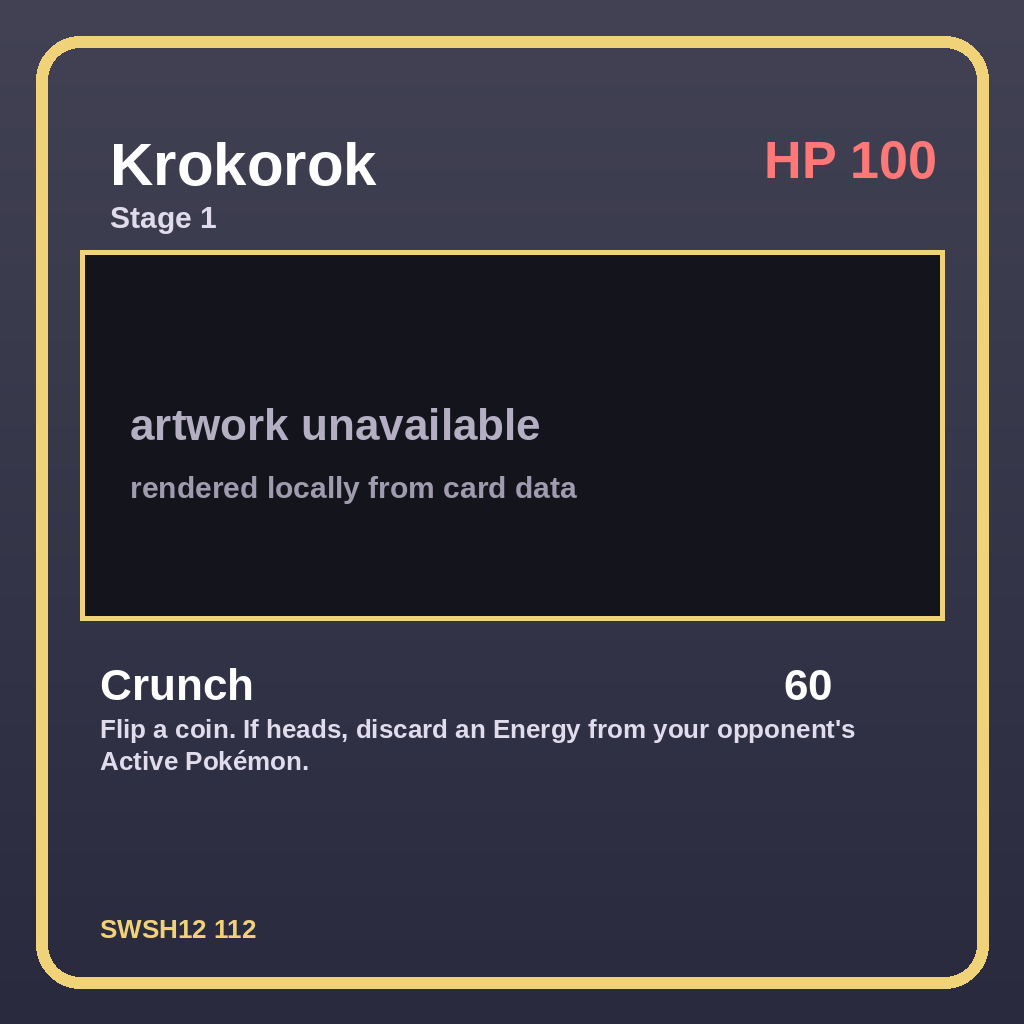 Krokorok
HP 100
Stage 1
artwork unavailable
rendered locally from card data
Crunch
60
Flip a coin. If heads, discard an Energy from your opponent's
Active Pokémon.
SWSH12 112